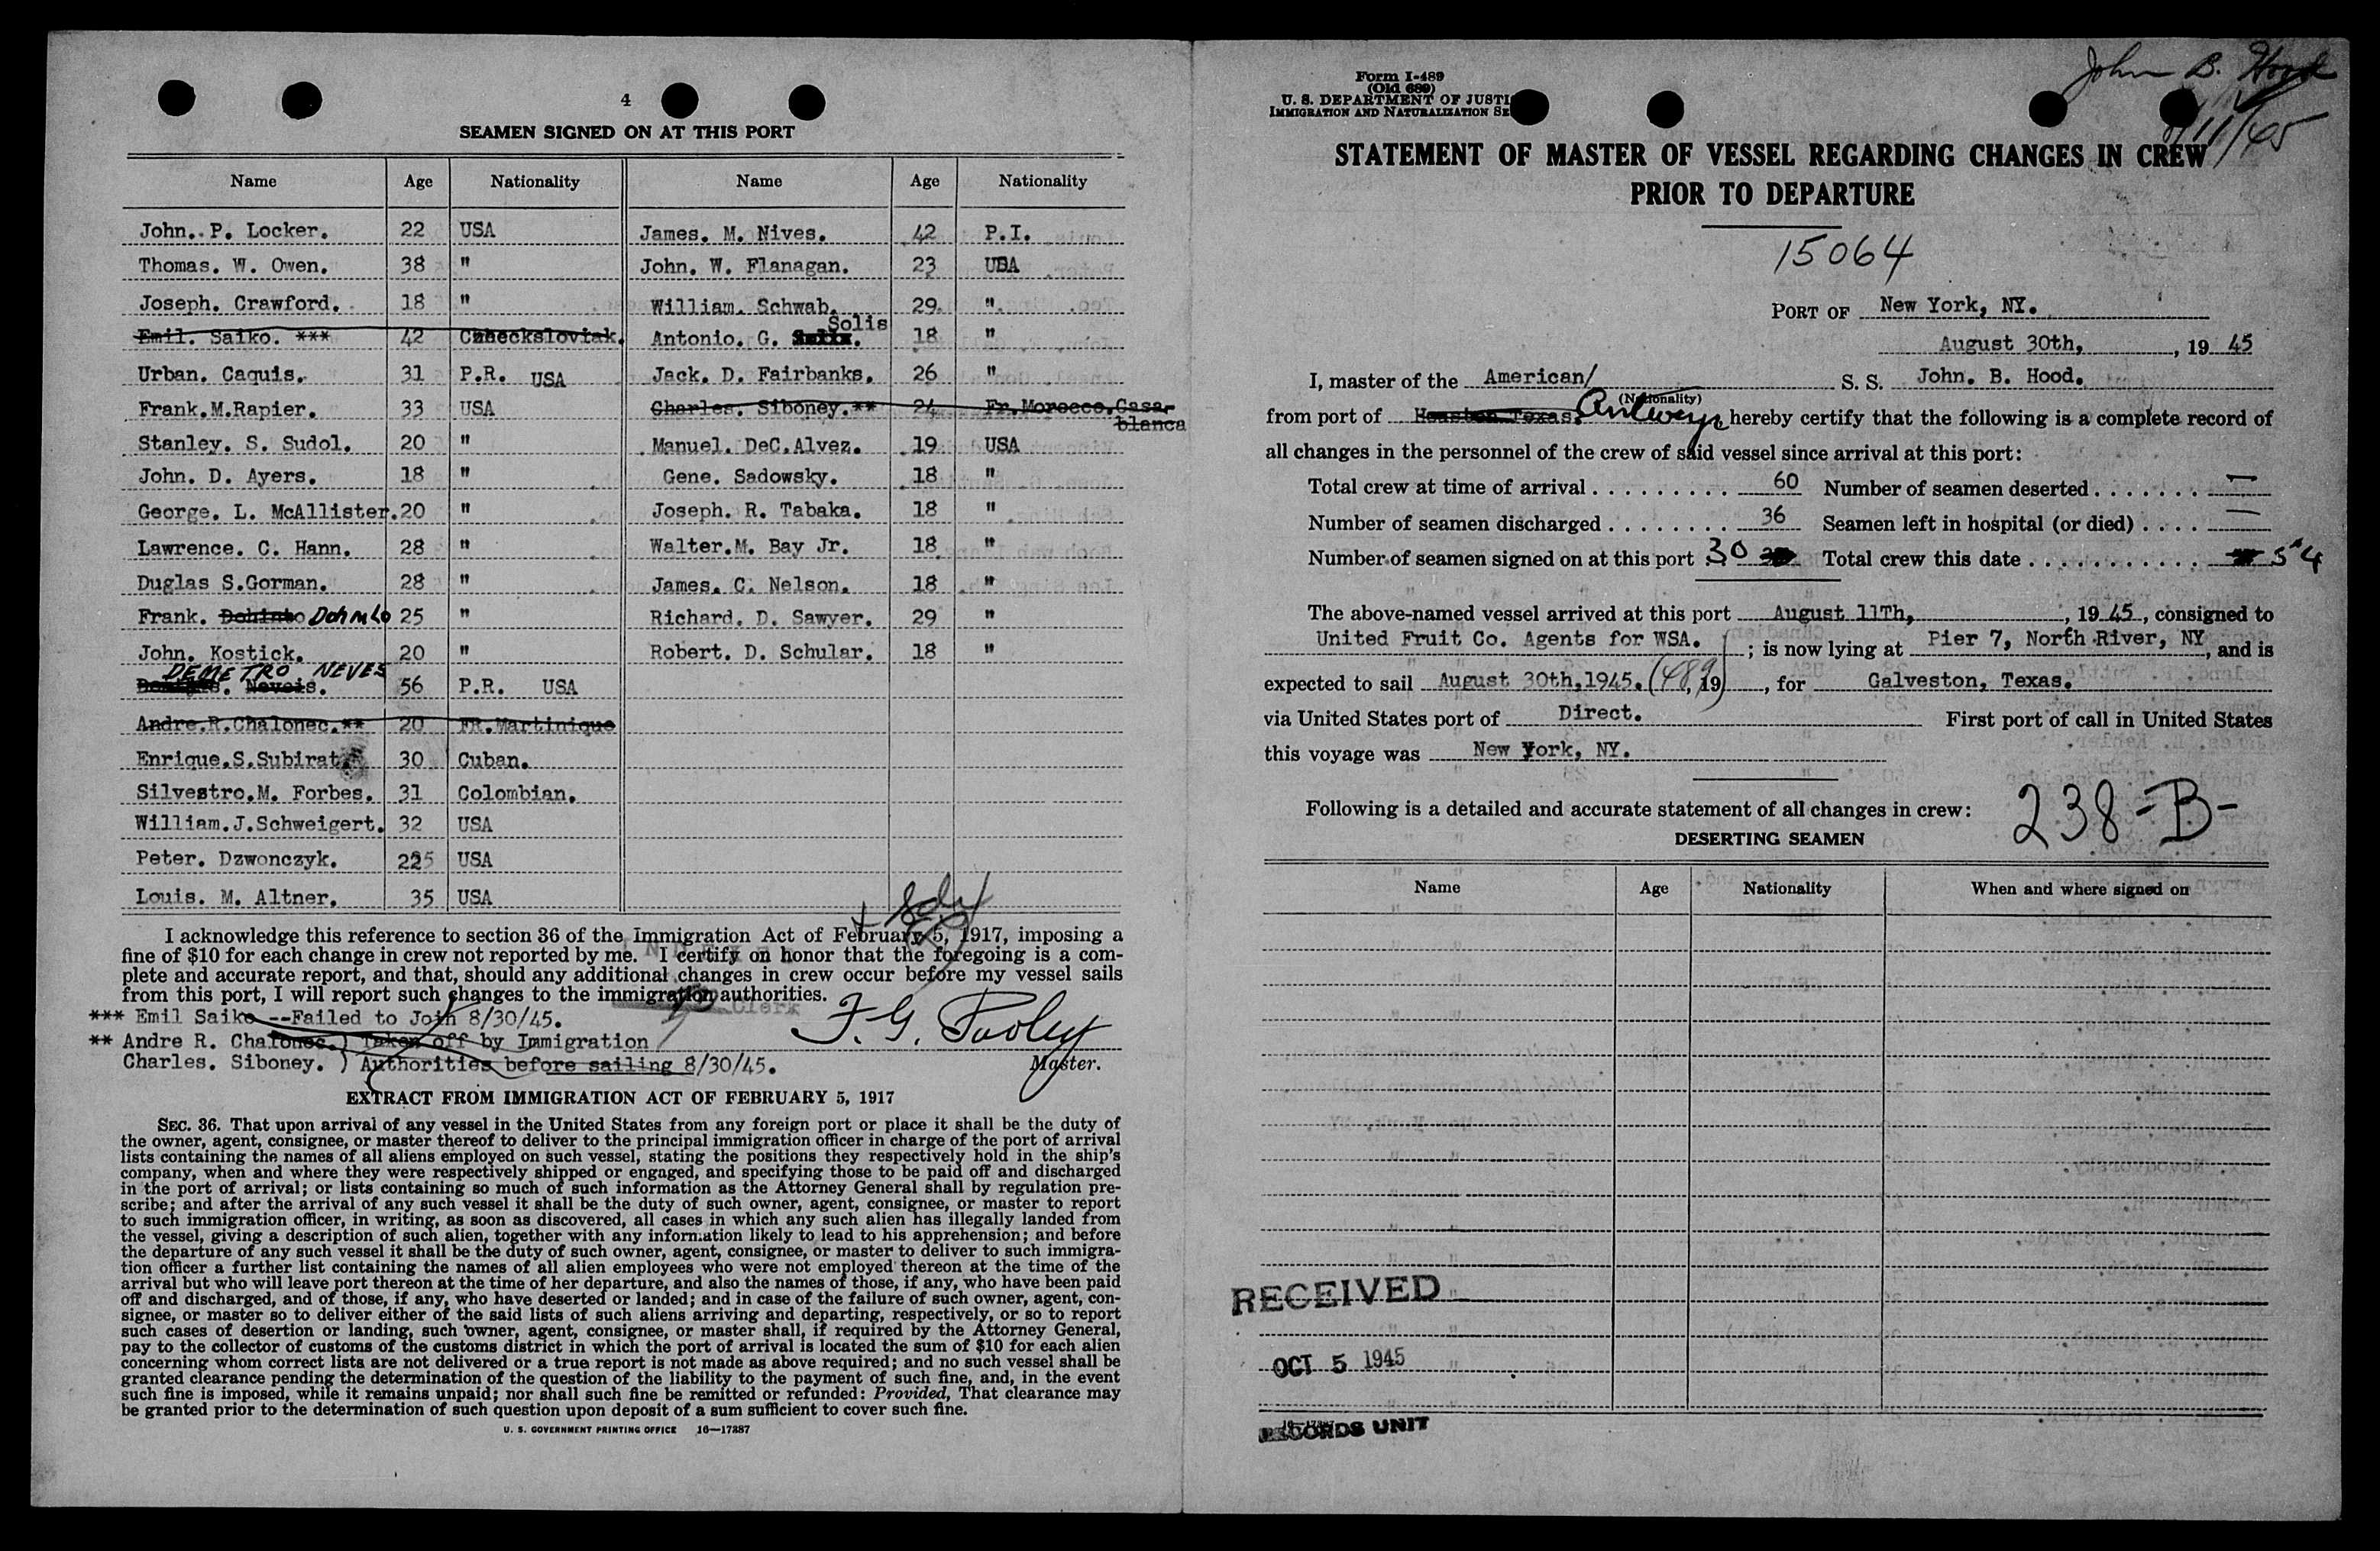 4
SEAMEN SIGNED ON AT THIS PORT
Name Age Nationality Name Age Nationality
John. P. Locker. 22 USA James. M. Nives. 42 P.I.
Thomas. W. Owen. 38 " John. W. Flanagan. 23 USA
Joseph. Crawford. 18 " William. Schwab. 29. "
Solis
Emil. Saiko. *** 42 Czecksloviak. Antonio. G. 18 "
Urban. Caquis. 31 P.R. USA Jack. D. Fairbanks. 26 "
Frank.M.Rapier. 33 USA Charles. Siboney.** 24 Fr.Morocco.Casa-
blanca
Stanley. S. Sudol. 20 " Manuel. DeC.Alvez. 19 USA
John. D. Ayers. 18 " Gene. Sadowsky. 18 "
George. L. McAllister. 20 " Joseph. R. Tabaka. 18 "
Lawrence. C. Hann. 28 " Walter.M. Bay Jr. 18 "
Duglas S.Gorman. 28 " James. C. Nelson. 18 "
Frank. 25 " Richard. D. Sawyer. 29 "
John. Kostick. 20 " Robert. D. Schular. 18 "
DEMETRO NEVES
Neveis. 56 P.R. USA
Andre.R.Chalonec.** 20 FR.Martinique
Enrique.S.Subirat. 30 Cuban.
Silvestro.M. Forbes. 31 Colombian.
William.J.Schweigert. 32 USA
Peter. Dzwonczyk. 225 USA
Louis. M. Altner. 35 USA
I acknowledge this reference to section 36 of the Immigration Act of February 5, 1917, imposing a
fine of $10 for each change in crew not reported by me. I certify on honor that the foregoing is a com-
plete and accurate report, and that, should any additional changes in crew occur before my vessel sails
from this port, I will report such changes to the immigration authorities.
Clerk
*** Emil Saiko --Failed to Join 8/30/45.
** Andre R. Chalonec.) Taken off by Immigration
Charles. Siboney. ) Authorities before sailing 8/30/45.
F. G. Pooley
Master.
EXTRACT FROM IMMIGRATION ACT OF FEBRUARY 5, 1917
SEC. 36. That upon arrival of any vessel in the United States from any foreign port or place it shall be the duty of
the owner, agent, consignee, or master thereof to deliver to the principal immigration officer in charge of the port of arrival
lists containing the names of all aliens employed on such vessel, stating the positions they respectively hold in the ship's
company, when and where they were respectively shipped or engaged, and specifying those to be paid off and discharged
in the port of arrival; or lists containing so much of such information as the Attorney General shall by regulation pre-
scribe; and after the arrival of any such vessel it shall be the duty of such owner, agent, consignee, or master to report
to such immigration officer, in writing, as soon as discovered, all cases in which any such alien has illegally landed from
the vessel, giving a description of such alien, together with any information likely to lead to his apprehension; and before
the departure of any such vessel it shall be the duty of such owner, agent, consignee, or master to deliver to such immigra-
tion officer a further list containing the names of all alien employees who were not employed thereon at the time of the
arrival but who will leave port thereon at the time of her departure, and also the names of those, if any, who have been paid
off and discharged, and of those, if any, who have deserted or landed; and in case of the failure of such owner, agent, con-
signee, or master so to deliver either of the said lists of such aliens arriving and departing, respectively, or so to report
such cases of desertion or landing, such owner, agent, consignee, or master shall, if required by the Attorney General,
pay to the collector of customs of the customs district in which the port of arrival is located the sum of $10 for each alien
concerning whom correct lists are not delivered or a true report is not made as above required; and no such vessel shall be
granted clearance pending the determination of the question of the liability to the payment of such fine, and, in the event
such fine is imposed, while it remains unpaid; nor shall such fine be remitted or refunded: Provided, That clearance may
be granted prior to the determination of such question upon deposit of a sum sufficient to cover such fine.
U. S. GOVERNMENT PRINTING OFFICE 16—17387
John B. Hood
8/11/45
Form I-489
(Old 689)
U. S. DEPARTMENT OF JUSTI
IMMIGRATION AND NATURALIZATION SE
STATEMENT OF MASTER OF VESSEL REGARDING CHANGES IN CREW
PRIOR TO DEPARTURE
15064
PORT OF New York, NY.
August 30th, , 19 45
I, master of the American/ S. S. John. B. Hood.
(Nationality)
from port of Houston Texas. Antwerp hereby certify that the following is a complete record of
all changes in the personnel of the crew of said vessel since arrival at this port:
Total crew at time of arrival . . . . . . . . . 60 Number of seamen deserted . . . . . . . —
Number of seamen discharged . . . . . . . . 36 Seamen left in hospital (or died) . . . . —
Number of seamen signed on at this port 30 Total crew this date . . . . . . . . . . . 54
The above-named vessel arrived at this port August 11Th, , 19 45, consigned to
United Fruit Co. Agents for WSA. ; is now lying at Pier 7, North River, NY, and is
expected to sail August 30th,1945. (489) , 19 , for Galveston, Texas.
via United States port of Direct. First port of call in United States
this voyage was New York, NY.
Following is a detailed and accurate statement of all changes in crew:
238-B-
DESERTING SEAMEN
Name Age Nationality When and where signed on
RECEIVED
OCT 5 1945
RECORDS UNIT